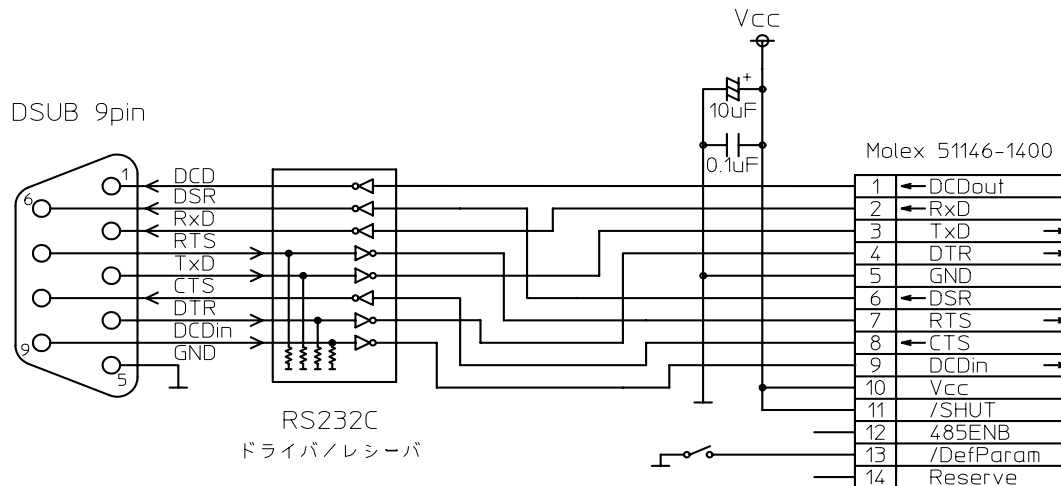 Vcc
+
10uF
0.1uF
DSUB 9pin
1
6
9
5
DCD
DSR
RxD
RTS
TxD
CTS
DTR
DCDin
GND
RS232C
ドライバ/レシーバ
Molex 51146-1400
1 DCDout
2 RxD
3 TxD
4 DTR
5 GND
6 DSR
7 RTS
8 CTS
9 DCDin
10 Vcc
11 /SHUT
12 485ENB
13 /DefParam
14 Reserve